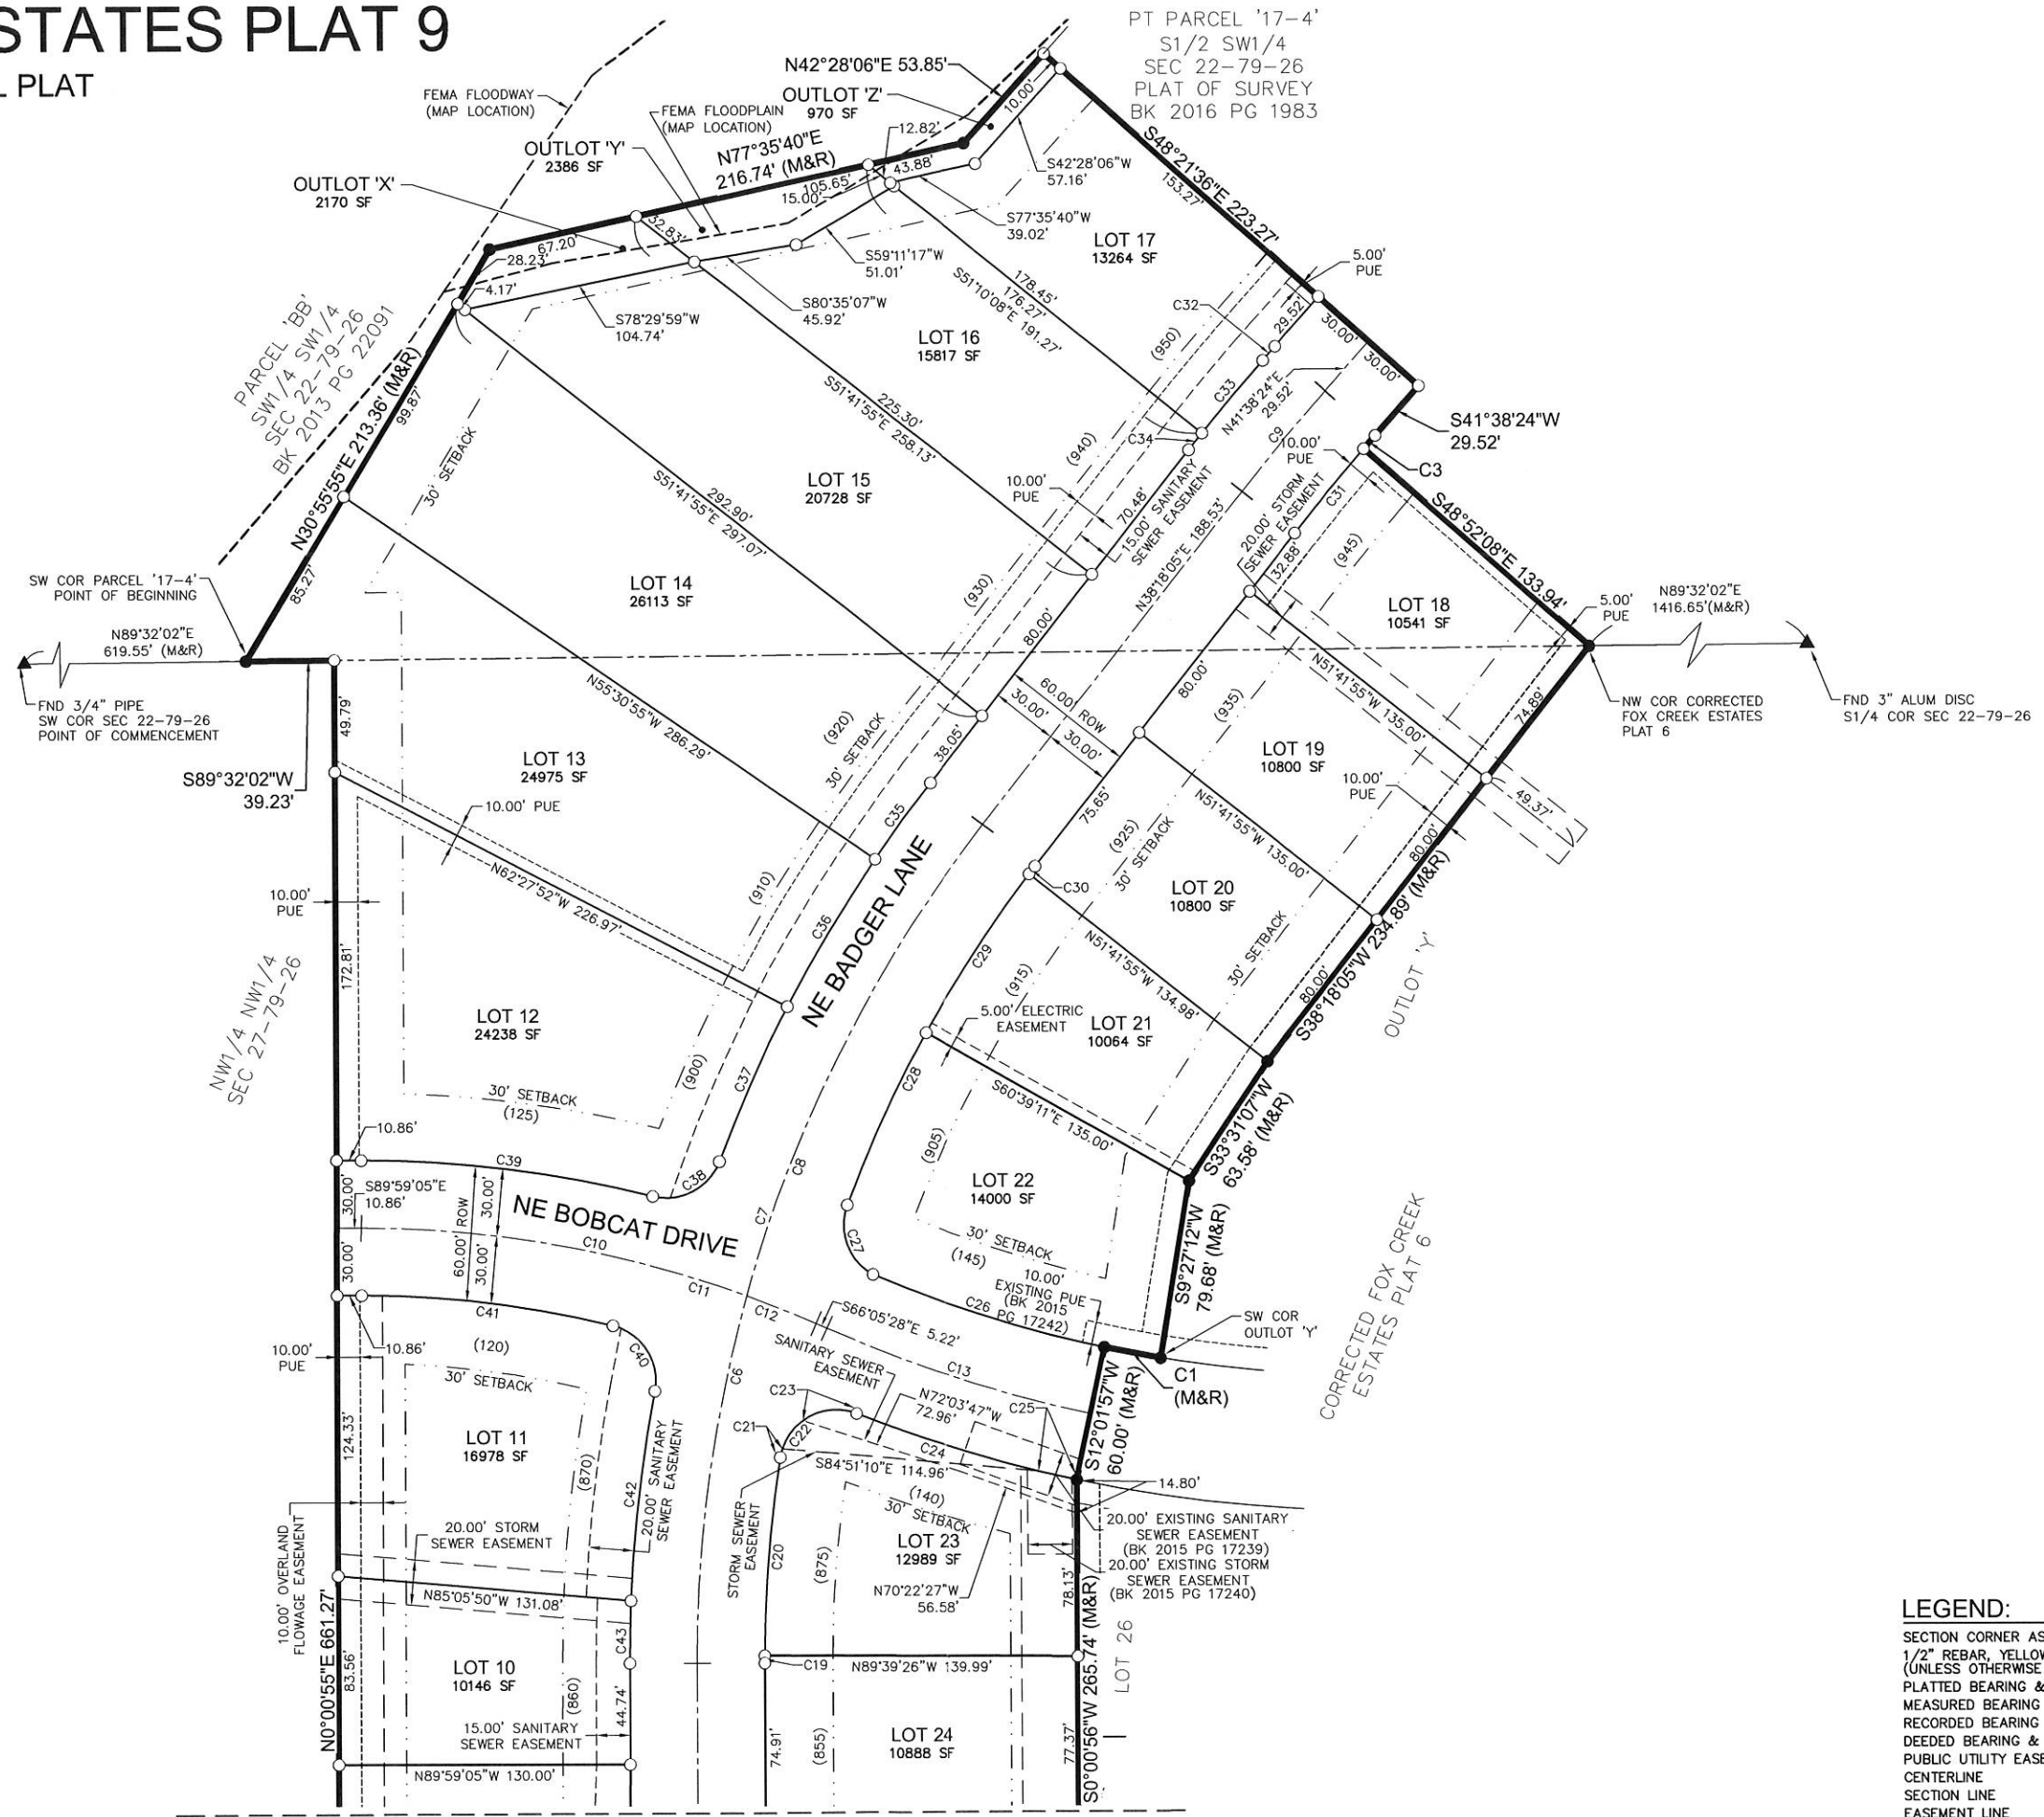 STATES PLAT 9
L PLAT
PT PARCEL '17-4'
S1/2 SW1/4
SEC 22-79-26
PLAT OF SURVEY
BK 2016 PG 1983
N42°28'06"E 53.85'
OUTLOT 'Z'
970 SF
FEMA FLOODWAY
(MAP LOCATION)
FEMA FLOODPLAIN
(MAP LOCATION)
OUTLOT 'Y'
2386 SF
N77°35'40"E
216.74' (M&R)
OUTLOT 'X'
2170 SF
10.00'
12.82'
43.88'
105.65'
15.00'
S42°28'06"W
57.16'
S77°35'40"W
39.02'
S59°11'17"W
51.01'
S80°35'07"W
45.92'
S78°29'59"W
104.74'
67.20'
32.83'
28.23'
4.17'
S48°21'36"E 223.27'
153.27'
LOT 17
13264 SF
5.00'
PUE
C32
29.52'
30.00'
30.00'
178.45'
176.27'
S51°10'08"E 191.27'
LOT 16
15817 SF
(950)
C33
N41°38'24"E
29.52'
C9
S41°38'24"W
29.52'
C3
PARCEL 'BB'
SW1/4 SW1/4
SEC 22-79-26
BK 2013 PG 22091
N30°55'55"E 213.36' (M&R)
99.87'
85.27'
30' SETBACK
225.30'
S51°41'55"E 258.13'
C34
(940)
10.00'
PUE
10.00'
PUE
70.48'
15.00' SANITARY
SEWER EASEMENT
20.00' STORM
SEWER EASEMENT
C31
32.88'
(945)
S48°52'08"E 133.94'
LOT 15
20728 SF
292.90'
S51°41'55"E 297.07'
N38°18'05"E 188.53'
LOT 14
26113 SF
(930)
80.00'
LOT 18
10541 SF
5.00'
PUE
N89°32'02"E
1416.65'(M&R)
SW COR PARCEL '17-4'
POINT OF BEGINNING
N89°32'02"E
619.55' (M&R)
FND 3/4" PIPE
SW COR SEC 22-79-26
POINT OF COMMENCEMENT
NW COR CORRECTED
FOX CREEK ESTATES
PLAT 6
FND 3" ALUM DISC
S1/4 COR SEC 22-79-26
49.79'
S89°32'02"W
39.23'
N55°30'55"W 286.29'
60.00' ROW
30.00'
30.00'
80.00'
(935)
N51°41'55"W 135.00'
74.89'
LOT 13
24975 SF
10.00' PUE
(920)
30' SETBACK
38.05'
C35
LOT 19
10800 SF
10.00'
PUE
49.37'
75.65'
N51°41'55"W 135.00'
80.00'
(925)
30' SETBACK
N62°27'52"W 226.97'
(910)
C36
NE BADGER LANE
C30
LOT 20
10800 SF
S38°18'05"W 234.89' (M&R)
OUTLOT 'Y'
30' SETBACK
10.00'
PUE
172.81'
NW1/4 NW1/4
SEC 27-79-26
C29
N51°41'55"W 134.98'
80.00'
(915)
LOT 12
24238 SF
5.00' ELECTRIC
EASEMENT
LOT 21
10064 SF
30' SETBACK
(125)
(900)
C37
C28
S60°39'11"E 135.00'
S33°31'07"W
63.58' (M&R)
10.86'
C39
C38
C8
(905)
LOT 22
14000 SF
S89°59'05"E
10.86'
30.00'
30.00'
60.00' ROW
30.00'
30.00'
NE BOBCAT DRIVE
C10
C7
C11
C12
C27
30' SETBACK
(145)
10.00'
EXISTING PUE
(BK 2015
PG 17242)
C26
S9°27'12"W
79.68' (M&R)
SW COR
OUTLOT 'Y'
CORRECTED FOX CREEK
ESTATES PLAT 6
C41
10.86'
10.00'
PUE
(120)
30' SETBACK
C40
S66°05'28"E 5.22'
SANITARY SEWER
EASEMENT
C13
C6
C1
(M&R)
S12°01'57"W
60.00' (M&R)
C23
N72°03'47"W
72.96'
C25
C21
C22
C24
124.33'
LOT 11
16978 SF
(870)
C42
20.00' SANITARY
SEWER EASEMENT
S84°51'10"E 114.96'
(140)
30' SETBACK
14.80'
STORM SEWER
EASEMENT
C20
LOT 23
12989 SF
(875)
N70°22'27"W
56.58'
20.00' EXISTING SANITARY
SEWER EASEMENT
(BK 2015 PG 17239)
20.00' EXISTING STORM
SEWER EASEMENT
(BK 2015 PG 17240)
10.00' OVERLAND
FLOWAGE EASEMENT
20.00' STORM
SEWER EASEMENT
N85°05'50"W 131.08'
78.13'
N0°00'55"E 661.27'
83.56'
LOT 10
10146 SF
(860)
C43
44.74'
15.00' SANITARY
SEWER EASEMENT
N89°59'05"W 130.00'
C19
N89°39'26"W 139.99'
74.91'
(855)
LOT 24
10888 SF
77.37'
S0°00'56"W 265.74' (M&R)
LOT 26
LEGEND:
SECTION CORNER AS
1/2" REBAR, YELLOW
(UNLESS OTHERWISE
PLATTED BEARING &
MEASURED BEARING
RECORDED BEARING
DEEDED BEARING &
PUBLIC UTILITY EASE
CENTERLINE
SECTION LINE
EASEMENT LINE